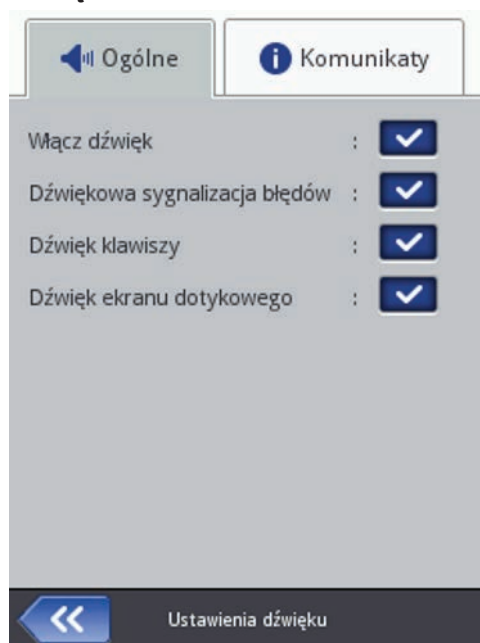 Ogólne
Komunikaty
Włącz dźwięk :
Dźwiękowa sygnalizacja błędów :
Dźwięk klawiszy :
Dźwięk ekranu dotykowego :
Ustawienia dźwięku